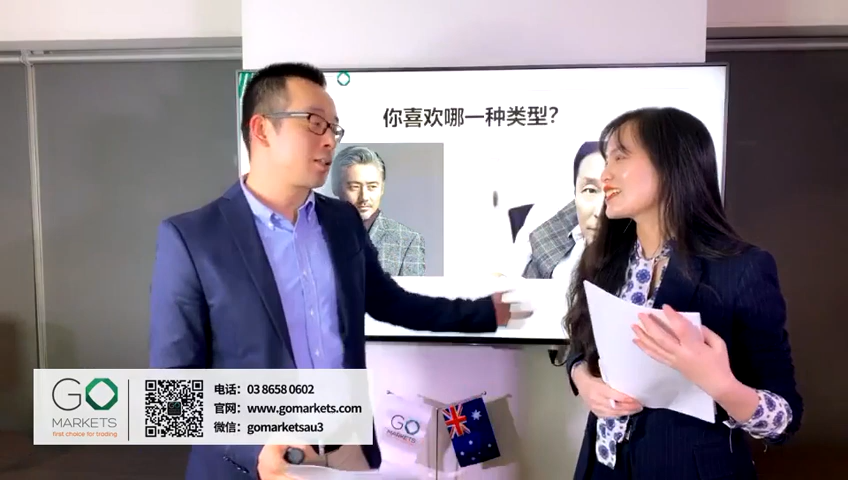 你喜欢哪一种类型？
GO
MARKETS
first choice for trading
电话：03 8658 0602
官网：www.gomarkets.com
微信：gomarketsau3
GO
MARKETS